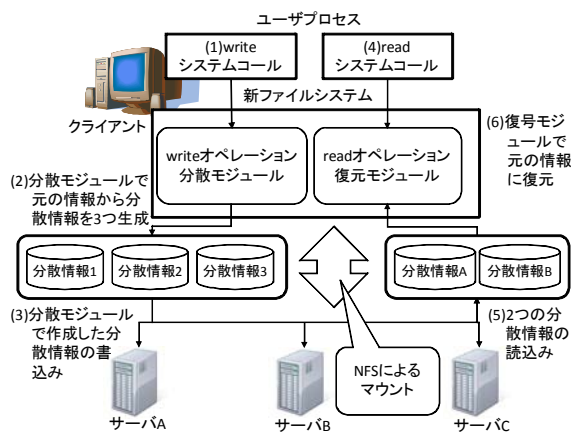 ユーザプロセス
(1)write
システムコール
(4)read
システムコール
新ファイルシステム
クライアント
writeオペレーション
分散モジュール
readオペレーション
復元モジュール
(6)復号モジ
ュールで
元の情報
に復元
(2)分散モジュールで
元の情報から分
散情報を3つ生成
分散情報1
分散情報2
分散情報3
分散情報A
分散情報B
(3)分散モジュール
で作成した分
散情報の書
込み
(5)2つの分
散情報の
読込み
NFSによる
マウント
サーバA
サーバB
サーバC